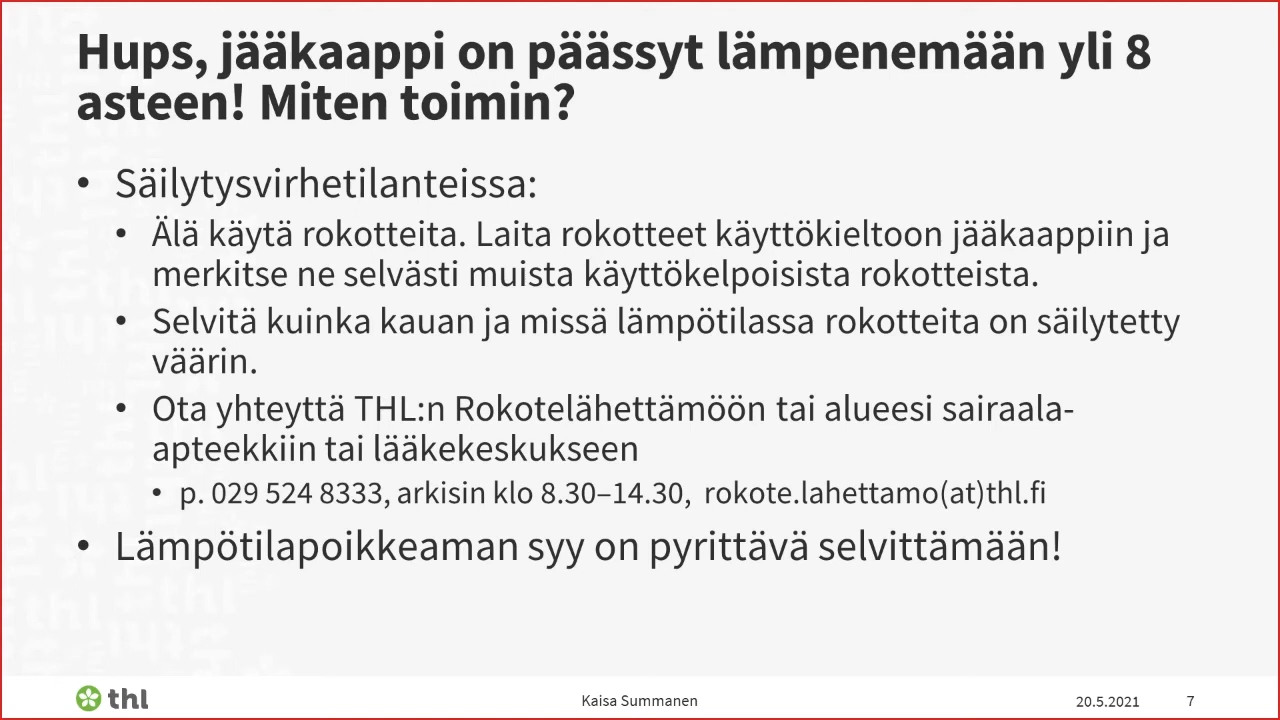 Hups, jääkaappi on päässyt lämpenemään yli 8
asteen! Miten toimin?
• Säilytysvirhetilanteissa:
• Älä käytä rokotteita. Laita rokotteet käyttökieltoon jääkaappiin ja
merkitse ne selvästi muista käyttökelpoisista rokotteista.
• Selvitä kuinka kauan ja missä lämpötilassa rokotteita on säilytetty
väärin.
• Ota yhteyttä THL:n Rokotelähettämöön tai alueesi sairaala-
apteekkiin tai lääkekeskukseen
• p. 029 524 8333, arkisin klo 8.30–14.30, rokote.lahettamo(at)thl.fi
• Lämpötilapoikkeaman syy on pyrittävä selvittämään!
thl
Kaisa Summanen
20.5.2021
7